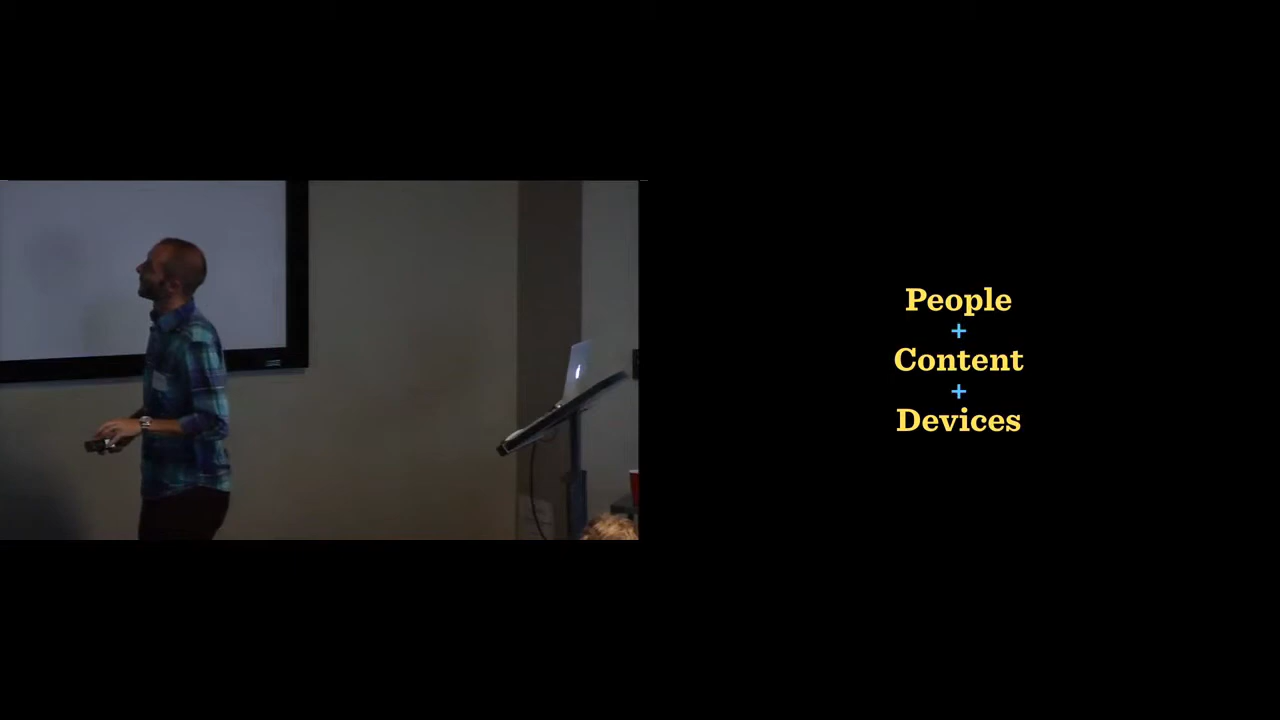 People
+
Content
+
Devices